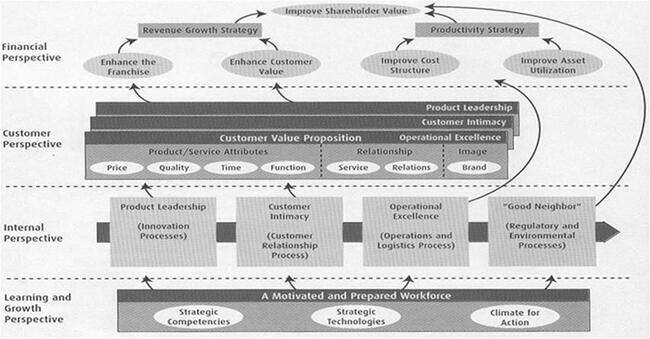 Improve Shareholder Value
Revenue Growth Strategy
Productivity Strategy
Financial
Perspective
Enhance the
Franchise
Enhance Customer
Value
Improve Cost
Structure
Improve Asset
Utilization
Product Leadership
Customer Intimacy
Customer
Perspective
Customer Value Proposition
Operational Excellence
Product/Service Attributes
Relationship
Image
Price
Quality
Time
Function
Service
Relations
Brand
Internal
Perspective
Product Leadership
(Innovation
Processes)
Customer
Intimacy
(Customer
Relationship
Process)
Operational
Excellence
(Operations and
Logistics Process)
"Good Neighbor"
(Regulatory and
Environmental
Processes)
Learning and
Growth
Perspective
A Motivated and Prepared Workforce
Strategic
Competencies
Strategic
Technologies
Climate for
Action